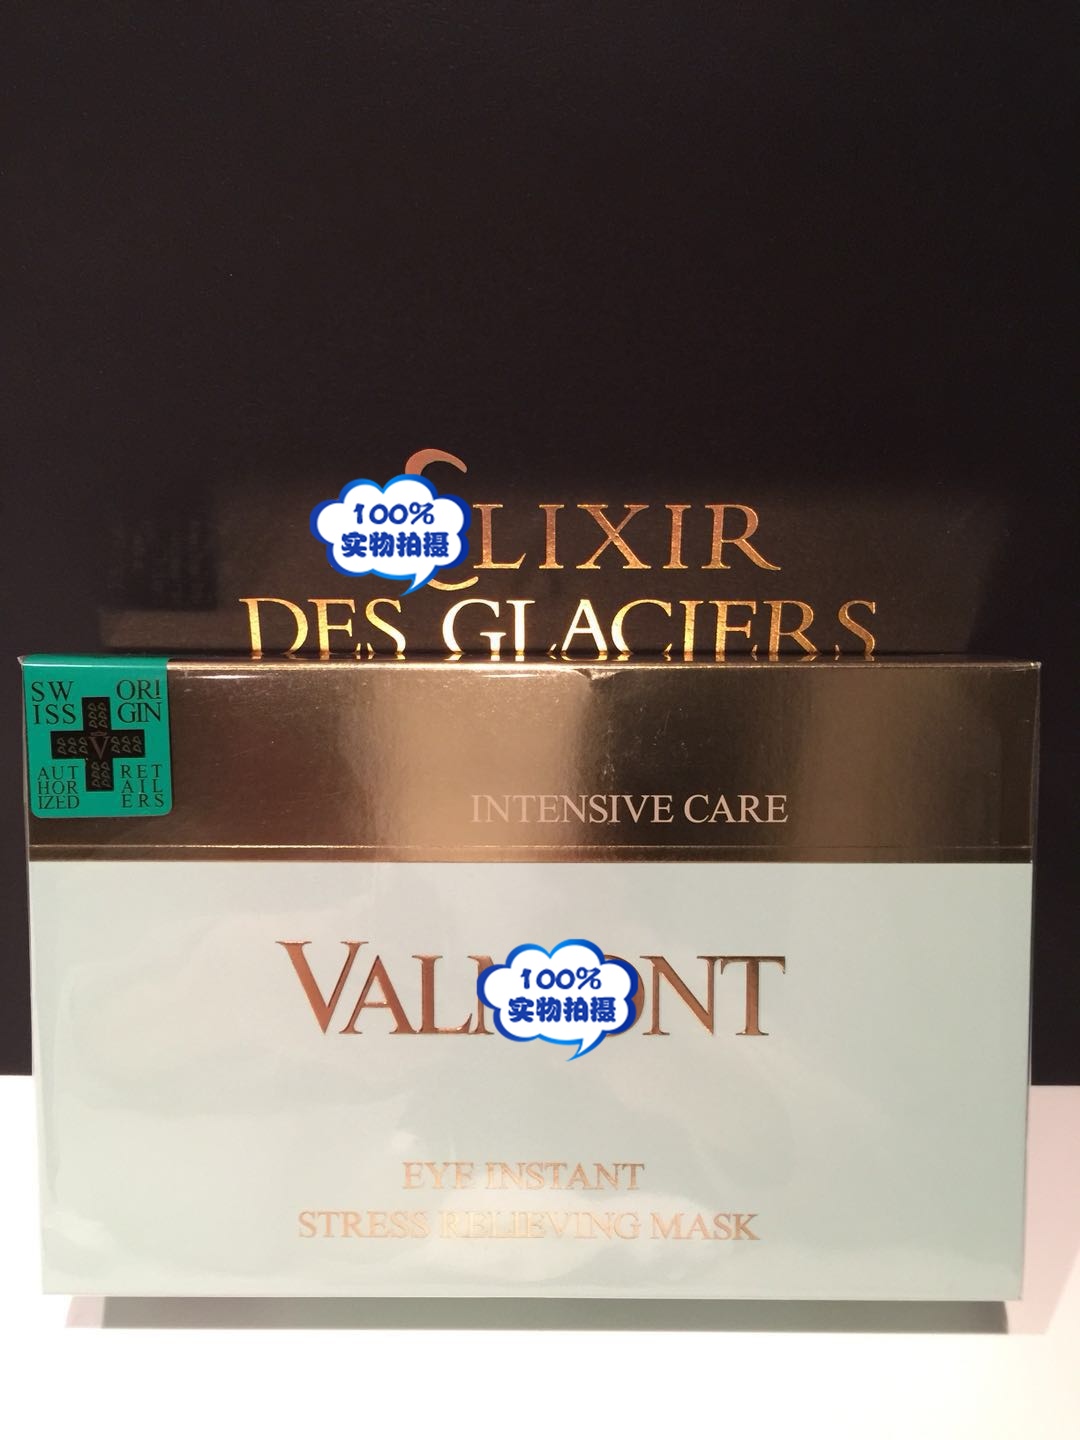 100%
实物拍摄
LIXIR
DES GLACIERS
SW
ISS
ORI
GIN
AUT
HOR
IZED
RET
AIL
ERS
INTENSIVE CARE
VALMONT
100%
实物拍摄
EYE INSTANT
STRESS RELIEVING MASK